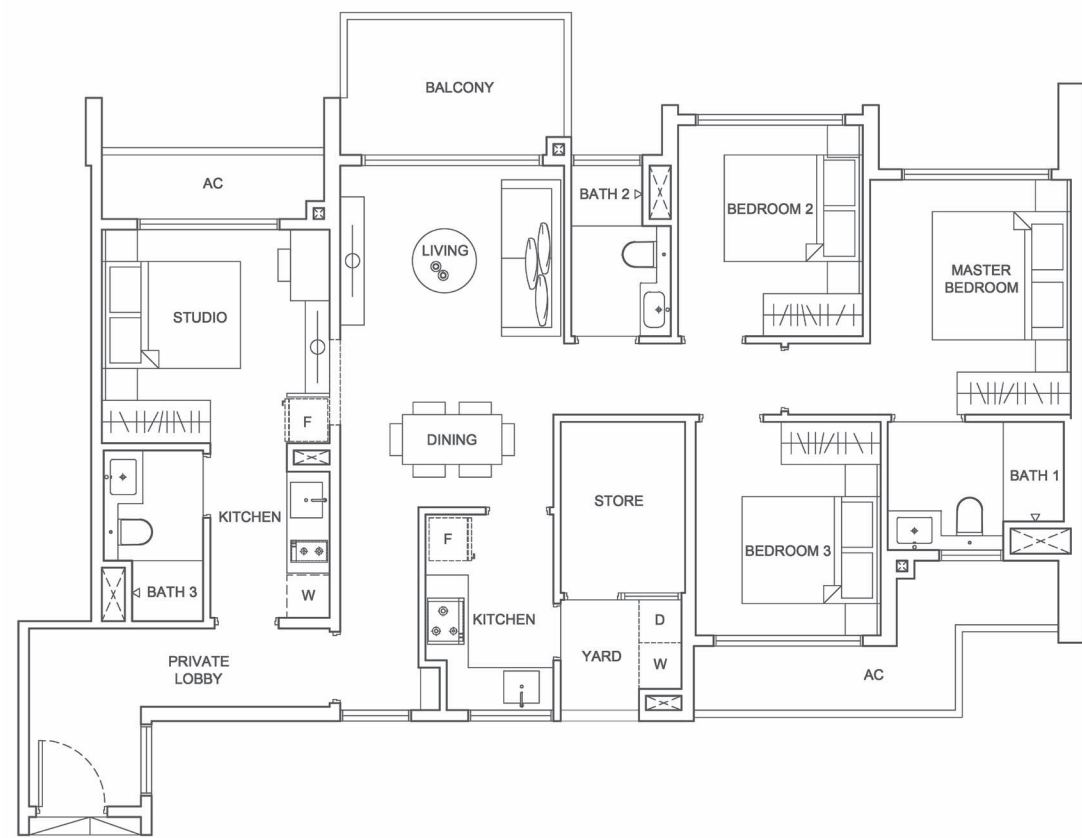 BALCONY
AC
BATH 2
BEDROOM 2
LIVING
MASTER
BEDROOM
STUDIO
F
DINING
BATH 1
STORE
KITCHEN
F
BEDROOM 3
BATH 3
W
KITCHEN
D
YARD
W
PRIVATE
LOBBY
AC